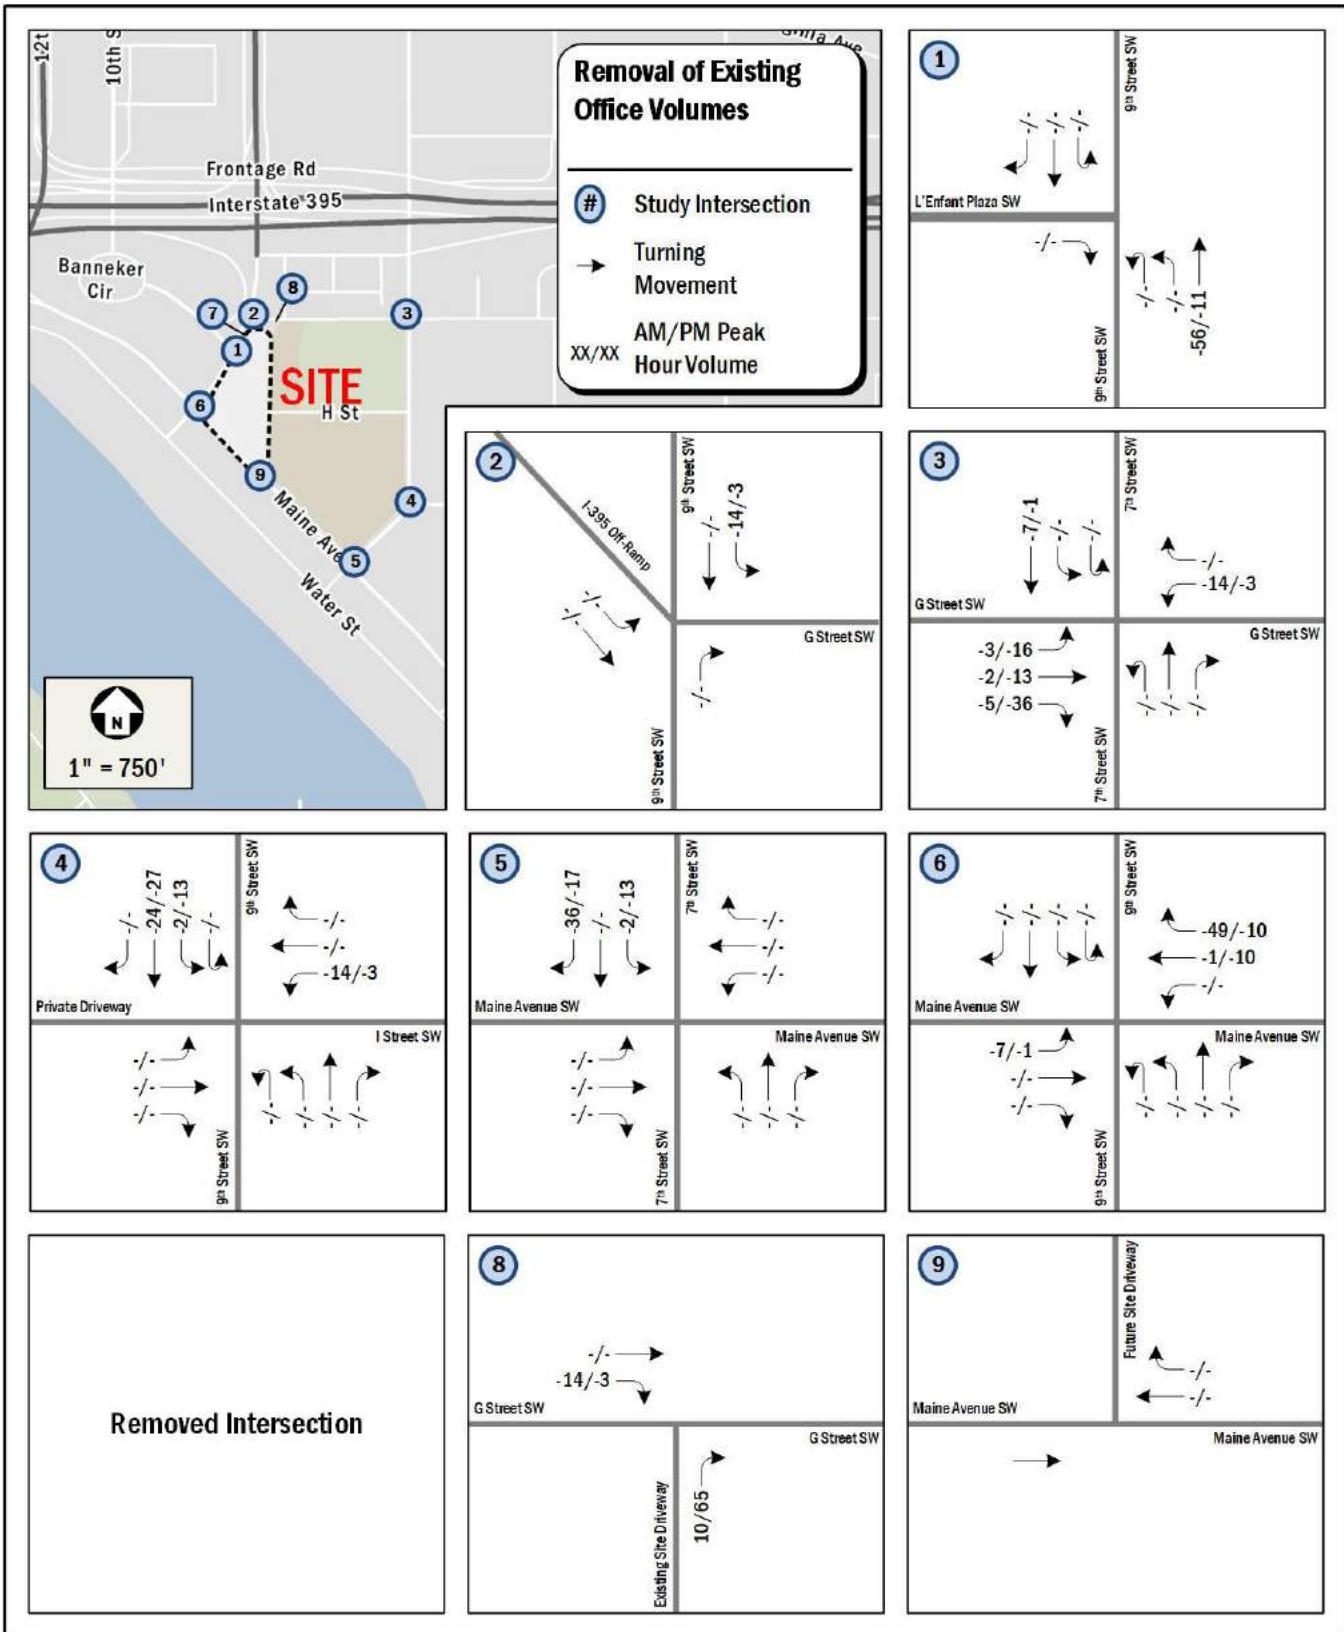 12t
10th S
Removal of Existing
Office Volumes
# Study Intersection
Turning
Movement
XX/XX AM/PM Peak
Hour Volume
Frontage Rd
Interstate 395
Banneker
Cir
7
2
8
3
1
6
SITE
H St
9
4
5
Maine Ave
Water St
N
1" = 750'
1
9th Street SW
-/-
-/-
-/-
L'Enfant Plaza SW
-/-
-/-
-/-
-56/-11
9th Street SW
2
I-395 Off-Ramp
9th Street SW
-/-
-14/-3
-/-
-/-
G Street SW
-/-
9th Street SW
3
7th Street SW
-7/-1
-/-
-/-
-/-
-14/-3
G Street SW
G Street SW
-3/-16
-2/-13
-5/-36
-/-
-/-
-/-
7th Street SW
4
9th Street SW
-/-
-24/-27
-2/-13
-/-
-/-
-/-
-14/-3
Private Driveway
I Street SW
-/-
-/-
-/-
-/-
-/-
-/-
-/-
9th Street SW
5
7th Street SW
-36/-17
-/-
-2/-13
-/-
-/-
-/-
Maine Avenue SW
Maine Avenue SW
-/-
-/-
-/-
-/-
-/-
-/-
7th Street SW
6
9th Street SW
-/-
-/-
-/-
-/-
-49/-10
-1/-10
-/-
Maine Avenue SW
Maine Avenue SW
-7/-1
-/-
-/-
-/-
-/-
-/-
-/-
9th Street SW
Removed Intersection
8
-/-
-14/-3
G Street SW
G Street SW
10/65
Existing Site Driveway
9
Future Site Driveway
-/-
-/-
Maine Avenue SW
Maine Avenue SW